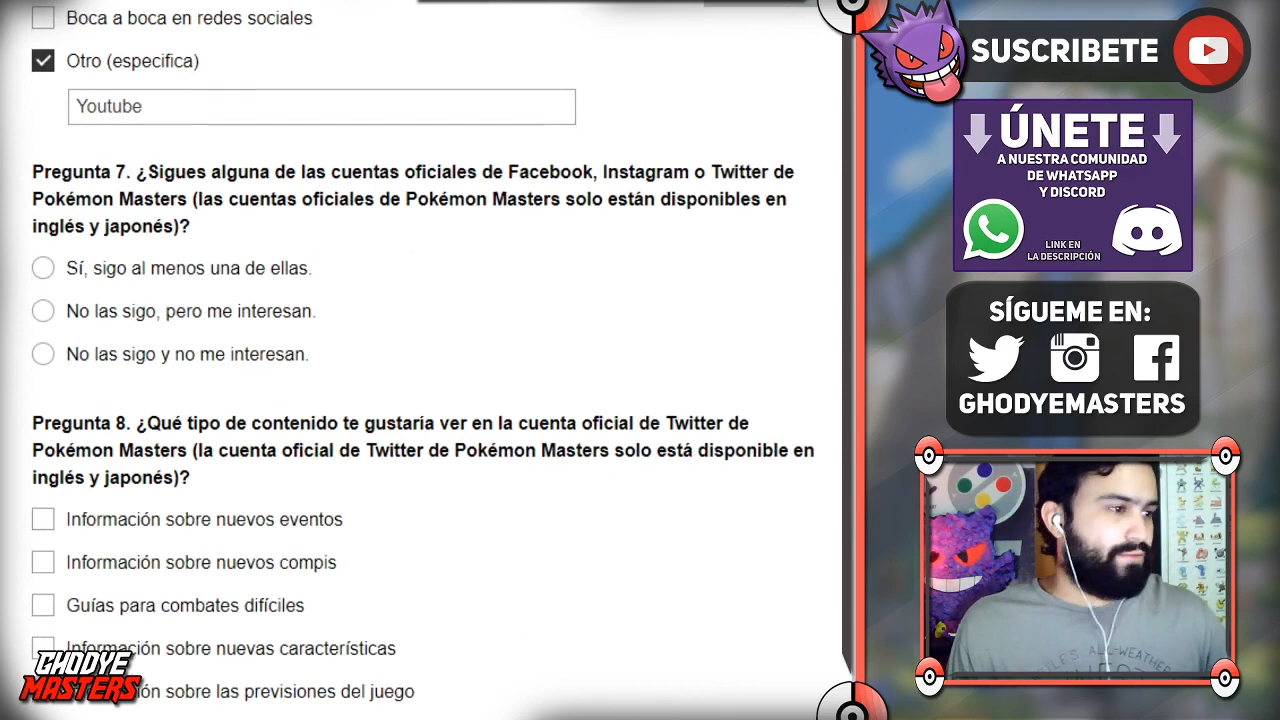 Boca a boca en redes sociales
Otro (especifica)
Youtube
Pregunta 7. ¿Sigues alguna de las cuentas oficiales de Facebook, Instagram o Twitter de
Pokémon Masters (las cuentas oficiales de Pokémon Masters solo están disponibles en
inglés y japonés)?
Sí, sigo al menos una de ellas.
No las sigo, pero me interesan.
No las sigo y no me interesan.
Pregunta 8. ¿Qué tipo de contenido te gustaría ver en la cuenta oficial de Twitter de
Pokémon Masters (la cuenta oficial de Twitter de Pokémon Masters solo está disponible en
inglés y japonés)?
Información sobre nuevos eventos
Información sobre nuevos compis
Guías para combates difíciles
Información sobre nuevas características
sobre las previsiones del juego
GHODYE
MASTERS
SUSCRIBETE
ÚNETE
A NUESTRA COMUNIDAD
DE WHATSAPP
Y DISCORD
LINK EN
LA DESCRIPCIÓN
SÍGUEME EN:
GHODYEMASTERS
ALL-WEATHER